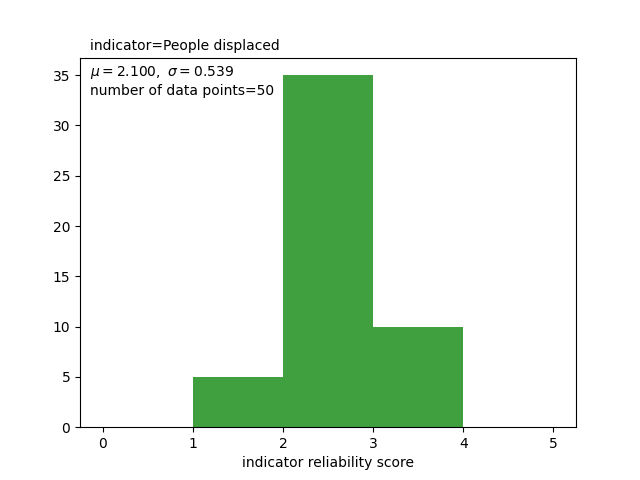 indicator=People displaced
μ = 2.100, σ = 0.539
number of data points=50
35
30
25
20
15
10
5
0
0 1 2 3 4 5
indicator reliability score